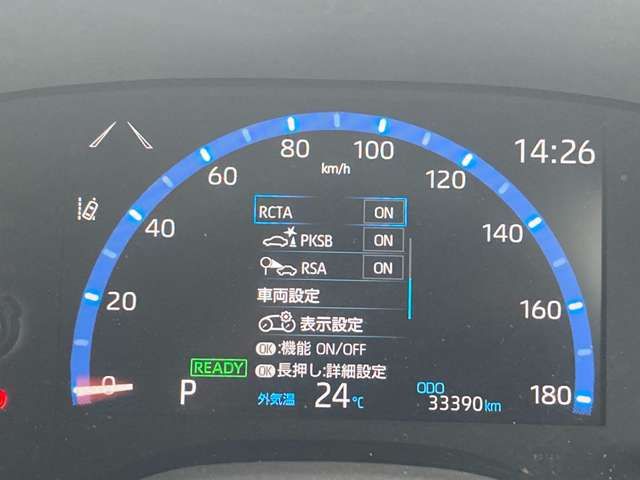 14:26
80
100
km/h
60
120
RCTA ON
40
140
PKSB ON
RSA ON
車両設定
20
160
表示設定
OK:機能 ON/OFF
READY
OK長押し:詳細設定
0
P
外気温 24℃
ODO
33390km
180